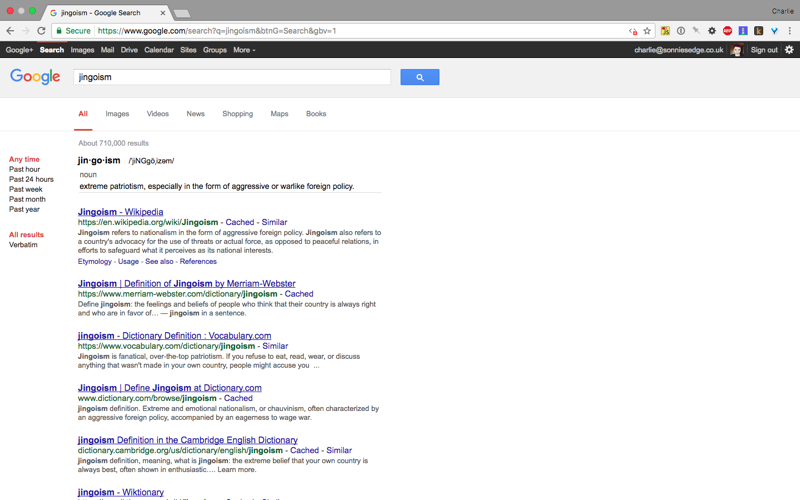 jingoism - Google Search
Charlie
Secure https://www.google.com/search?q=jingoism&btnG=Search&gbv=1
Google+ Search Images Mail Drive Calendar Sites Groups More charlie@sonniesedge.co.uk Sign out
Google jingoism
All Images Videos News Shopping Maps Books
About 710,000 results
Any time
Past hour
Past 24 hours
Past week
Past month
Past year
All results
Verbatim
jin·go·ism /ˈjiNGgōˌizəm/
noun
extreme patriotism, especially in the form of aggressive or warlike foreign policy.
Jingoism - Wikipedia
https://en.wikipedia.org/wiki/Jingoism - Cached - Similar
Jingoism refers to nationalism in the form of aggressive foreign policy. Jingoism also refers to
a country's advocacy for the use of threats or actual force, as opposed to peaceful relations, in
efforts to safeguard what it perceives as its national interests.
Etymology - Usage - See also - References
Jingoism | Definition of Jingoism by Merriam-Webster
https://www.merriam-webster.com/dictionary/jingoism - Cached
Define jingoism: the feelings and beliefs of people who think that their country is always right
and who are in favor of… — jingoism in a sentence.
jingoism - Dictionary Definition : Vocabulary.com
https://www.vocabulary.com/dictionary/jingoism - Similar
Jingoism is fanatical, over-the-top patriotism. If you refuse to eat, read, wear, or discuss
anything that wasn't made in your own country, people might accuse you ...
Jingoism | Define Jingoism at Dictionary.com
www.dictionary.com/browse/jingoism - Cached
jingoism definition. Extreme and emotional nationalism, or chauvinism, often characterized by
an aggressive foreign policy, accompanied by an eagerness to wage war.
jingoism Definition in the Cambridge English Dictionary
dictionary.cambridge.org/us/dictionary/english/jingoism - Cached - Similar
jingoism definition, meaning, what is jingoism: the extreme belief that your own country is
always best, often shown in enthusiastic.… Learn more.
jingoism - Wiktionary